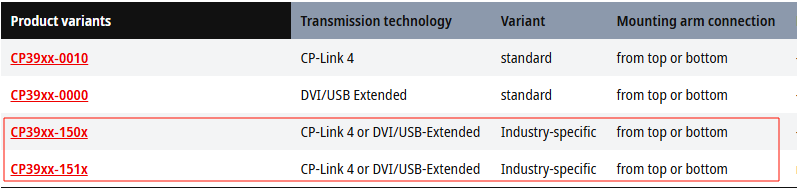 Product variants Transmission technology Variant Mounting arm connection
CP39xx-0010 CP-Link 4 standard from top or bottom
CP39xx-0000 DVI/USB Extended standard from top or bottom
CP39xx-150x CP-Link 4 or DVI/USB-Extended Industry-specific from top or bottom
CP39xx-151x CP-Link 4 or DVI/USB-Extended Industry-specific from top or bottom